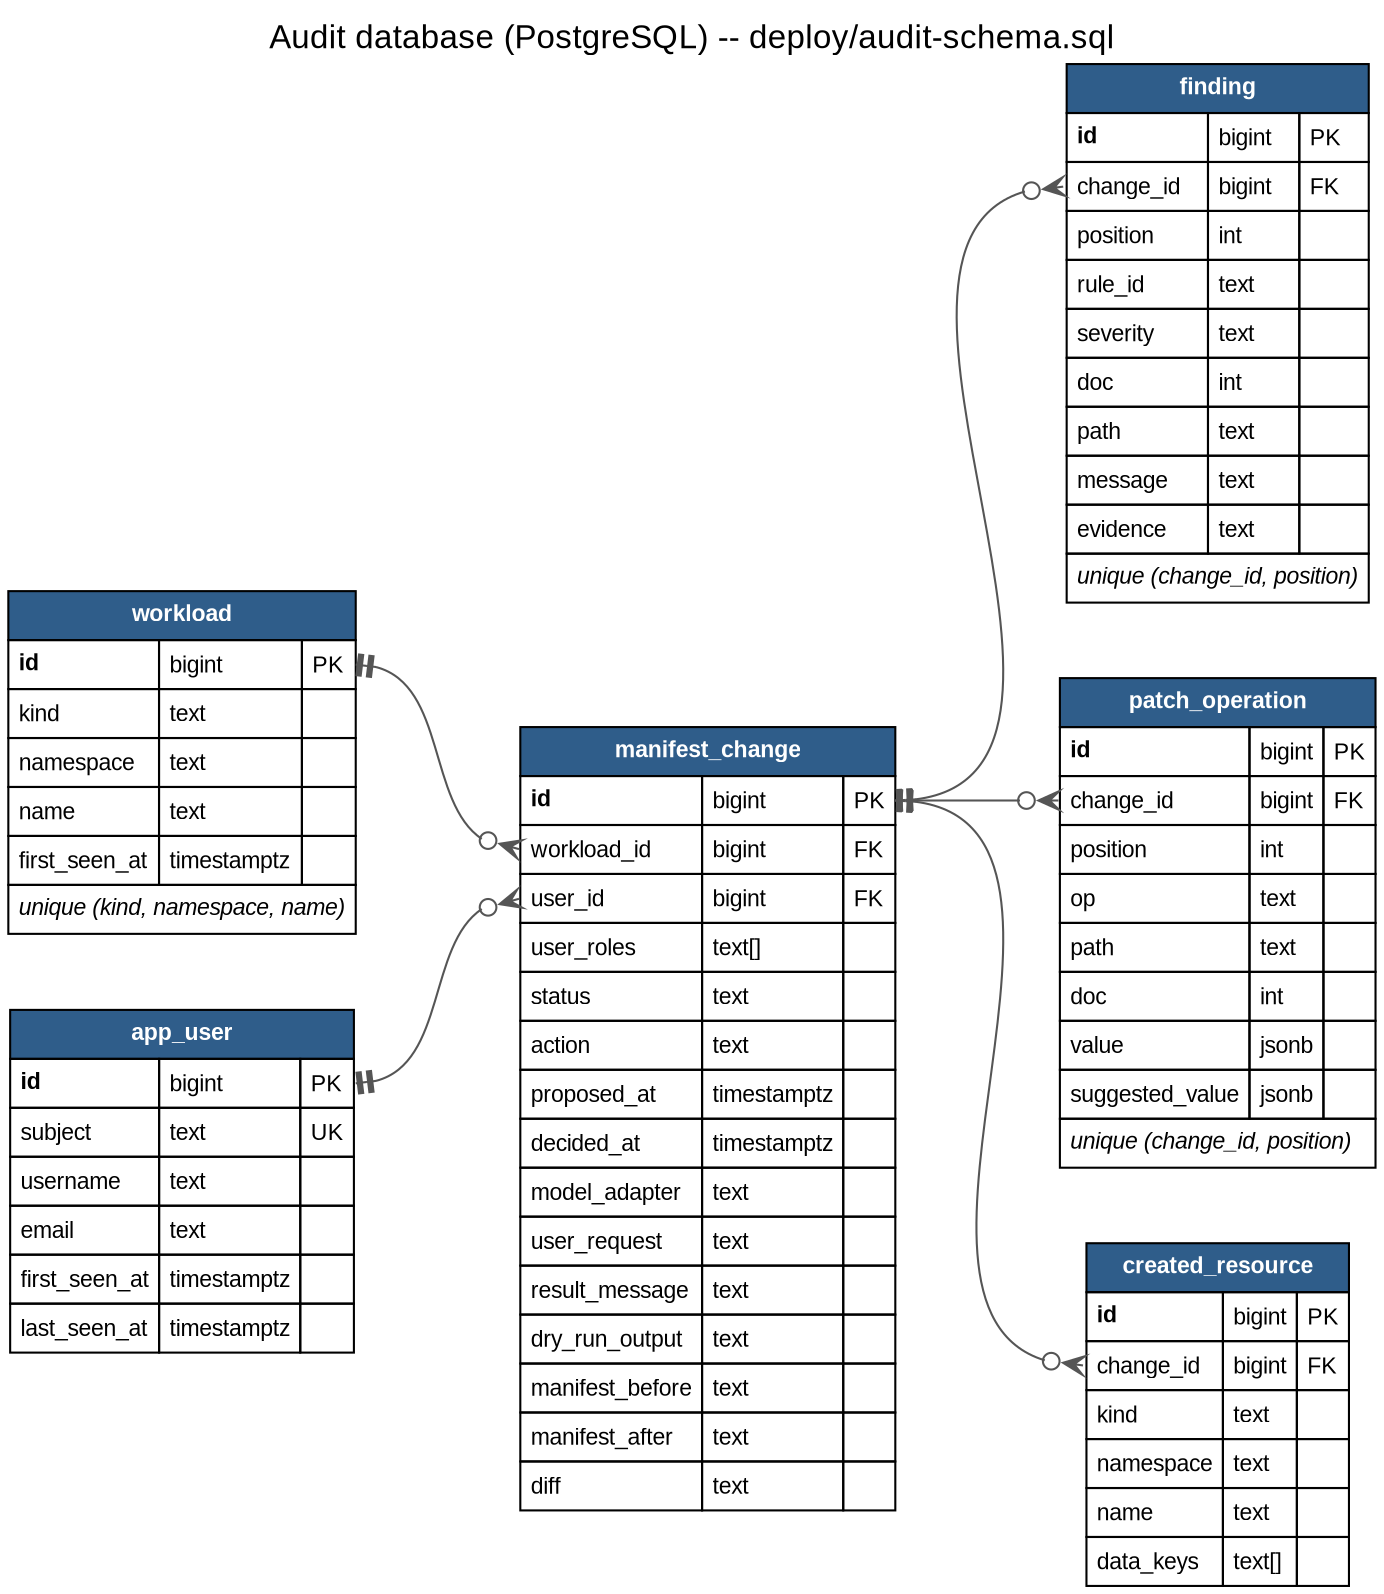 Audit database (PostgreSQL) -- deploy/audit-schema.sql
workload
id bigint PK
kind text
namespace text
name text
first_seen_at timestamptz
unique (kind, namespace, name)
app_user
id bigint PK
subject text UK
username text
email text
first_seen_at timestamptz
last_seen_at timestamptz
manifest_change
id bigint PK
workload_id bigint FK
user_id bigint FK
user_roles text[]
status text
action text
proposed_at timestamptz
decided_at timestamptz
model_adapter text
user_request text
result_message text
dry_run_output text
manifest_before text
manifest_after text
diff text
finding
id bigint PK
change_id bigint FK
position int
rule_id text
severity text
doc int
path text
message text
evidence text
unique (change_id, position)
patch_operation
id bigint PK
change_id bigint FK
position int
op text
path text
doc int
value jsonb
suggested_value jsonb
unique (change_id, position)
created_resource
id bigint PK
change_id bigint FK
kind text
namespace text
name text
data_keys text[]